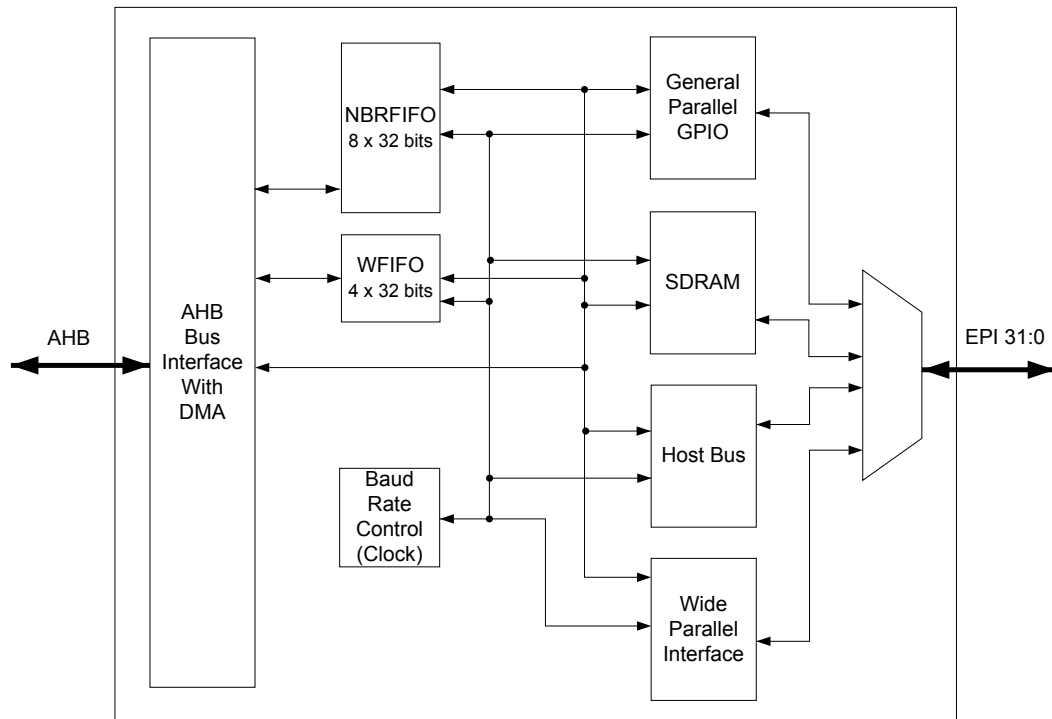 AHB
AHB
Bus
Interface
With
DMA
NBRFIFO
8 x 32 bits
WFIFO
4 x 32 bits
Baud
Rate
Control
(Clock)
General
Parallel
GPIO
SDRAM
Host Bus
Wide
Parallel
Interface
EPI 31:0